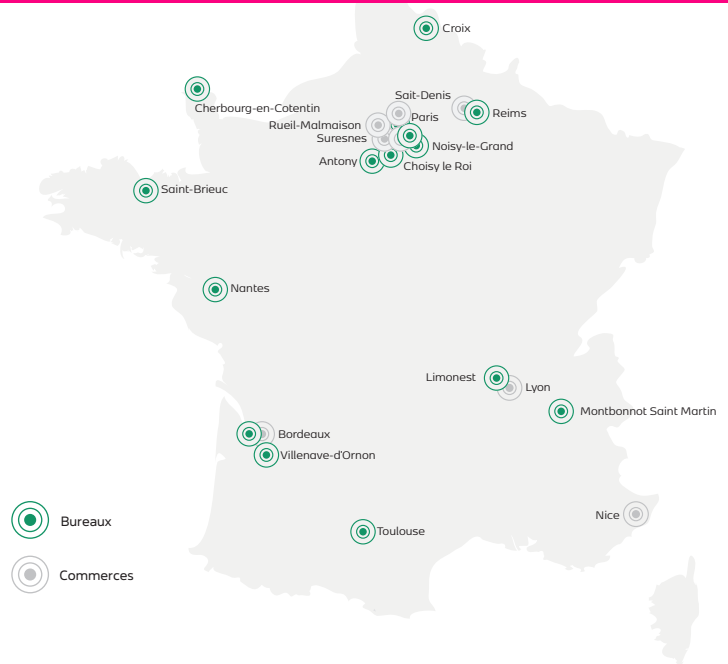 Croix
Sait-Denis
Cherbourg-en-Cotentin
Reims
Paris
Rueil-Malmaison
Suresnes
Noisy-le-Grand
Antony
Choisy le Roi
Saint-Brieuc
Nantes
Limonest
Lyon
Montbonnot Saint Martin
Bordeaux
Villenave-d'Ornon
Nice
Bureaux
Toulouse
Commerces